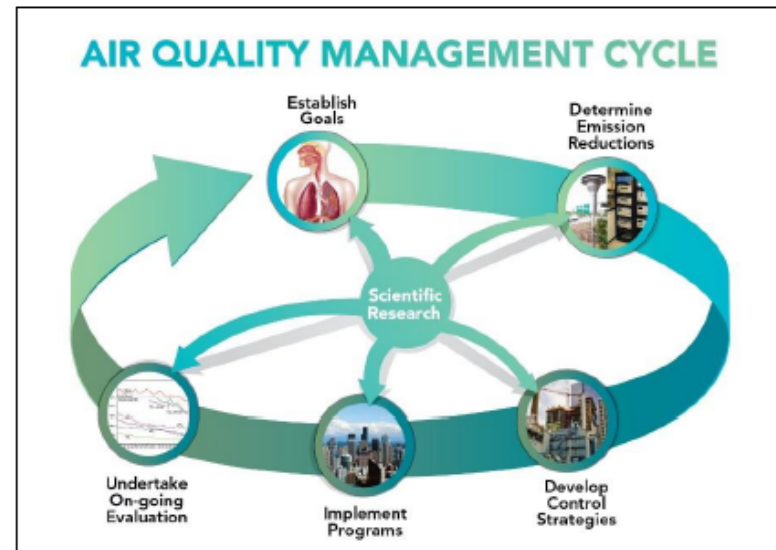 AIR QUALITY MANAGEMENT CYCLE
Establish
Goals
Determine
Emission
Reductions
Scientific
Research
Undertake
On-going
Evaluation
Implement
Programs
Develop
Control
Strategies